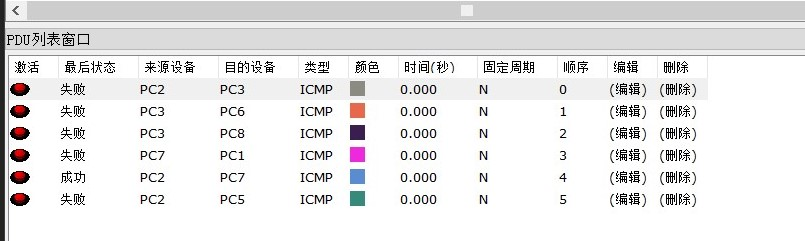 PDU列表窗口
激活 最后状态 来源设备 目的设备 类型 颜色 时间(秒) 固定周期 顺序 编辑 删除
失败 PC2 PC3 ICMP 0.000 N 0 (编辑) (删除)
失败 PC3 PC6 ICMP 0.000 N 1 (编辑) (删除)
失败 PC3 PC8 ICMP 0.000 N 2 (编辑) (删除)
失败 PC7 PC1 ICMP 0.000 N 3 (编辑) (删除)
成功 PC2 PC7 ICMP 0.000 N 4 (编辑) (删除)
失败 PC2 PC5 ICMP 0.000 N 5 (编辑) (删除)